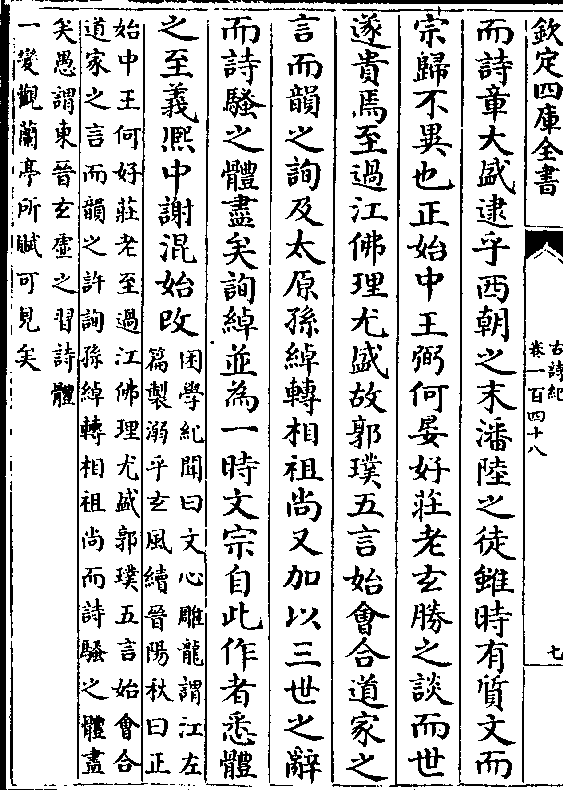 欽定四庫全書
古詩紀
卷一百四十八
七
而詩章大盛逮乎西朝之末潘陸之徒雖時有質文而
宗歸不異也正始中王弼何晏好莊老玄勝之談而世
遂貴焉至過江佛理尤盛故郭璞五言始會合道家之
言而韻之詢及太原孫綽轉相祖尚又加以三世之辭
而詩騷之體盡矣詢綽並為一時文宗自此作者悉體
之至義熙中謝混始改
困學紀聞曰文心雕龍謂江左
篇製溺乎玄風續晉陽秋曰正
始中王何好莊老至過江佛理尤盛郭璞五言始會合
道家之言而韻之許詢孫綽轉相祖尚而詩騷之體盡
矣愚謂東晉玄虛之習詩體
一變觀蘭亭所賦可見矣